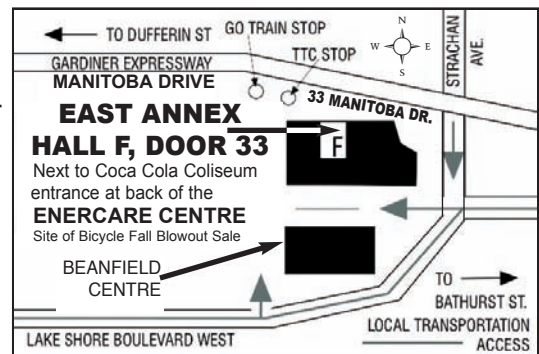 TO DUFFERIN ST
GO TRAIN STOP
TTC STOP
N
W E
S
STRACHAN
AVE.
GARDINER EXPRESSWAY
MANITOBA DRIVE
33 MANITOBA DR.
EAST ANNEX
HALL F, DOOR 33
F
Next to Coca Cola Coliseum
entrance at back of the
ENERCARE CENTRE
Site of Bicycle Fall Blowout Sale
BEANFIELD
CENTRE
TO
BATHURST ST.
LOCAL TRANSPORTATION
ACCESS
LAKE SHORE BOULEVARD WEST